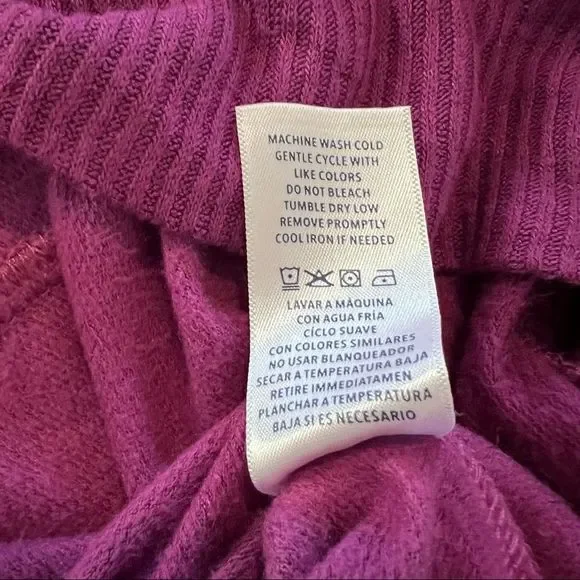 MACHINE WASH COLD
GENTLE CYCLE WITH
LIKE COLORS
DO NOT BLEACH
TUMBLE DRY LOW
REMOVE PROMPTLY
COOL IRON IF NEEDED
LAVAR A MÁQUINA
CON AGUA FRÍA
CÍCLO SUAVE
CON COLORES SIMILARES
NO USAR BLANQUEADOR
SECAR A TEMPERATURA BAJA
RETIRE IMMEDIATAMEN
PLANCHAR A TEMPERATURA
BAJA SI ES NECESARIO